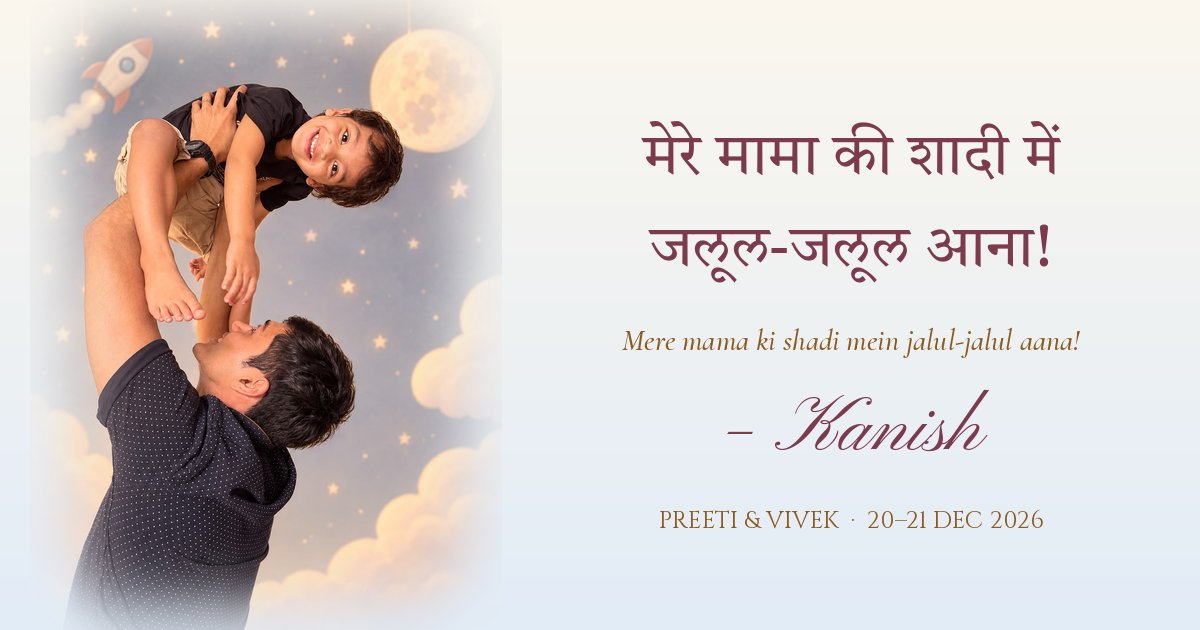 मेरे मामा की शादी में
जलूल-जलूल आना!
Mere mama ki shadi mein jalul-jalul aana!
– Kanish
PREETI & VIVEK · 20–21 DEC 2026